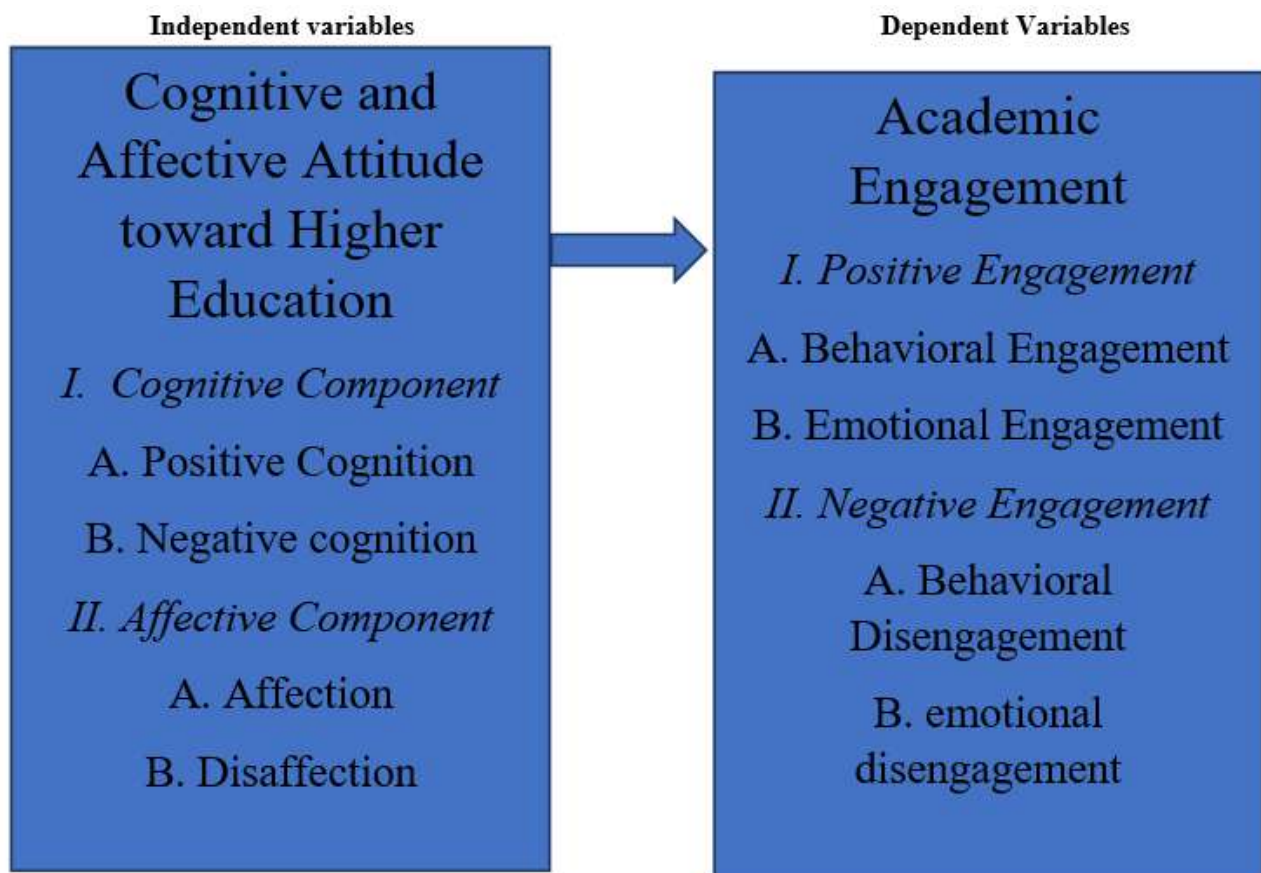 Independent variables
Cognitive and
Affective Attitude
toward Higher
Education
I. Cognitive Component
A. Positive Cognition
B. Negative cognition
II. Affective Component
A. Affection
B. Disaffection
Dependent Variables
Academic
Engagement
I. Positive Engagement
A. Behavioral Engagement
B. Emotional Engagement
II. Negative Engagement
A. Behavioral
Disengagement
B. emotional
disengagement